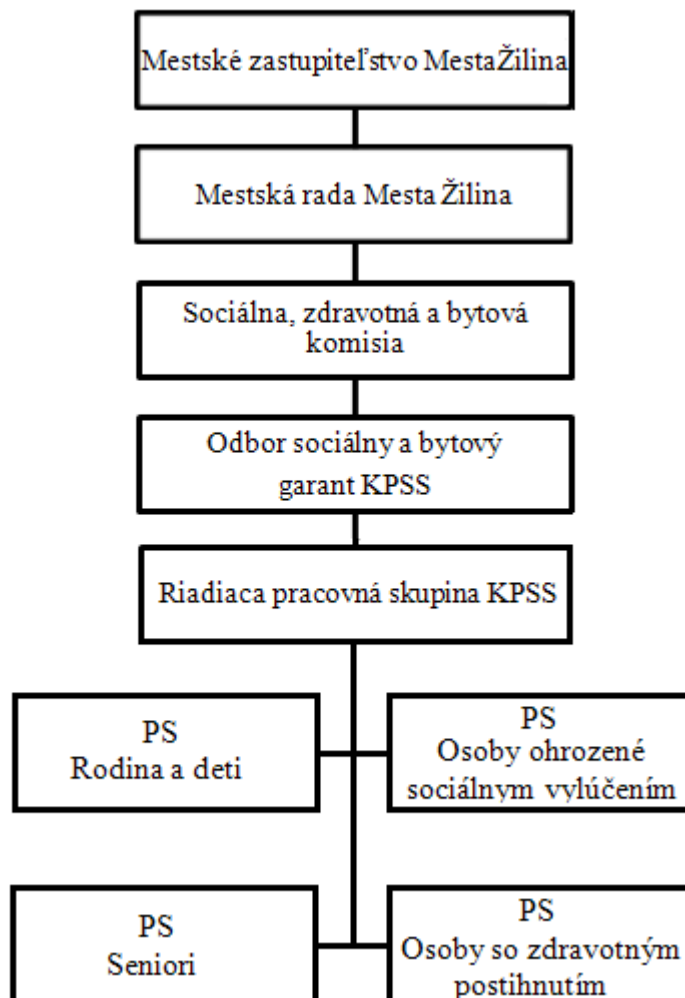 Mestské zastupiteľstvo MestaŽilina
Mestská rada Mesta Žilina
Sociálna, zdravotná a bytová
komisia
Odbor sociálny a bytový
garant KPSS
Riadiaca pracovná skupina KPSS
PS
Rodina a deti
PS
Osoby ohrozené
sociálnym vylúčením
PS
Seniori
PS
Osoby so zdravotným
postihnutím